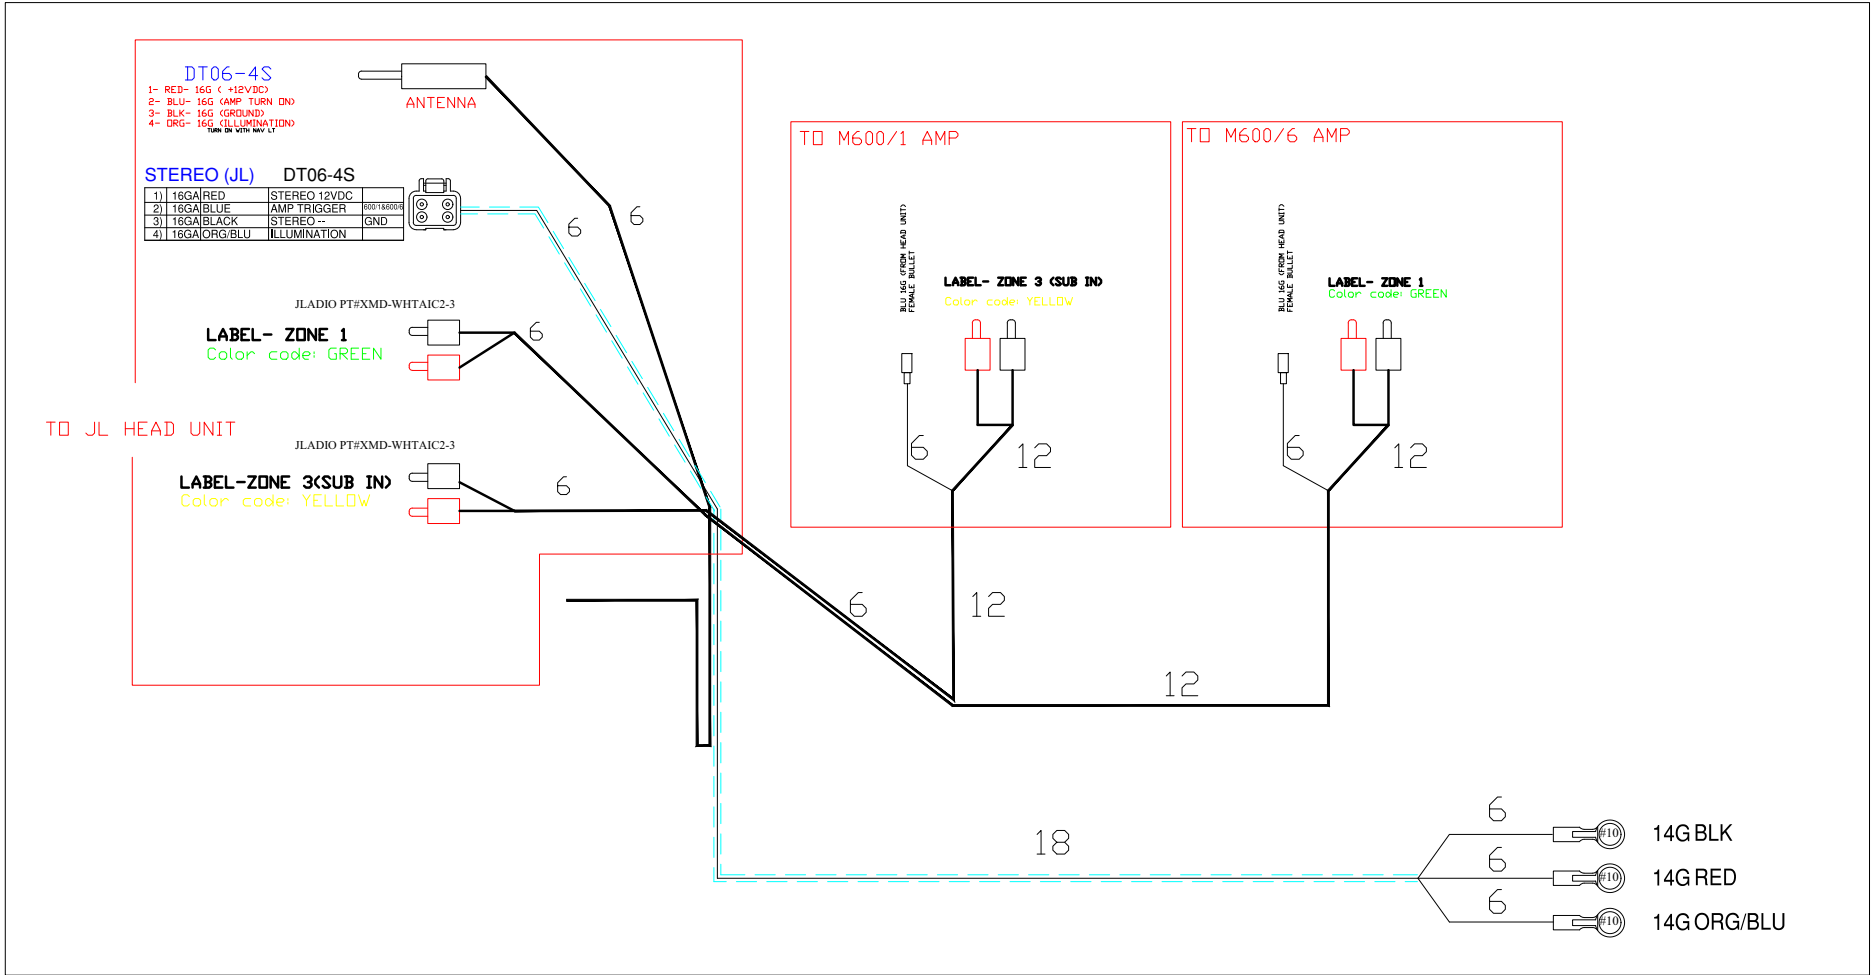 DT06-4S
1- RED- 16G ( +12VDC)
2- BLU- 16G (AMP TURN ON)
3- BLK- 16G (GROUND)
4- ORG- 16G (ILLUMINATION)
TURN ON WITH NAV LT
ANTENNA
STEREO (JL) DT06-4S
1) 16GA RED STEREO 12VDC
2) 16GA BLUE AMP TRIGGER 600/1&600/6
3) 16GA BLACK STEREO -- GND
4) 16GA ORG/BLU ILLUMINATION
6
6
JLADIO PT#XMD-WHTAIC2-3
LABEL- ZONE 1
Color code: GREEN
6
TO JL HEAD UNIT
JLADIO PT#XMD-WHTAIC2-3
LABEL-ZONE 3(SUB IN)
Color code: YELLOW
6
TO M600/1 AMP
BLU 16G (FROM HEAD UNIT)
FEMALE BULLET
LABEL- ZONE 3 (SUB IN)
Color code: YELLOW
6
12
TO M600/6 AMP
BLU 16G (FROM HEAD UNIT)
FEMALE BULLET
LABEL- ZONE 1
Color code: GREEN
6
12
6
12
12
18
6
#10
14G BLK
6
#10
14G RED
6
#10
14G ORG/BLU